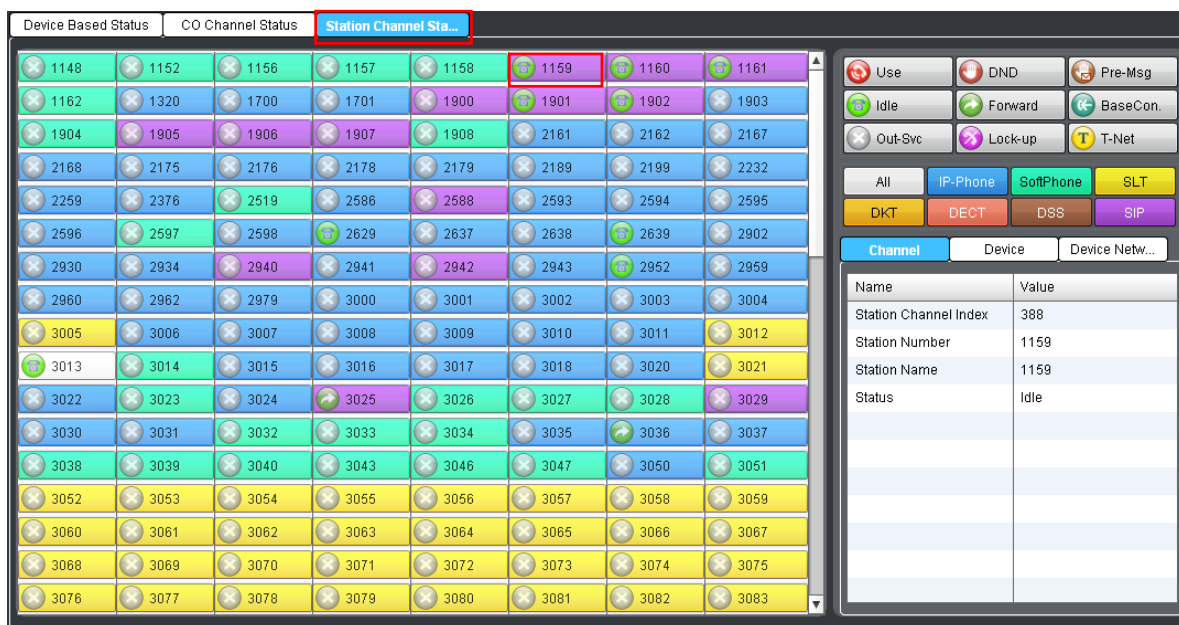 Device Based Status CO Channel Status Station Channel Sta...
1148 1152 1156 1157 1158 1159 1160 1161
1162 1320 1700 1701 1900 1901 1902 1903
1904 1905 1906 1907 1908 2161 2162 2167
2168 2175 2176 2178 2179 2189 2199 2232
2259 2376 2519 2586 2588 2593 2594 2595
2596 2597 2598 2629 2637 2638 2639 2902
2930 2934 2940 2941 2942 2943 2952 2959
2960 2962 2979 3000 3001 3002 3003 3004
3005 3006 3007 3008 3009 3010 3011 3012
3013 3014 3015 3016 3017 3018 3020 3021
3022 3023 3024 3025 3026 3027 3028 3029
3030 3031 3032 3033 3034 3035 3036 3037
3038 3039 3040 3043 3046 3047 3050 3051
3052 3053 3054 3055 3056 3057 3058 3059
3060 3061 3062 3063 3064 3065 3066 3067
3068 3069 3070 3071 3072 3073 3074 3075
3076 3077 3078 3079 3080 3081 3082 3083
Use DND Pre-Msg
Idle Forward BaseCon.
Out-Svc Lock-up T T-Net
All IP-Phone SoftPhone SLT
DKT DECT DSS SIP
Channel Device Device Netw...
Name Value
Station Channel Index 388
Station Number 1159
Station Name 1159
Status Idle